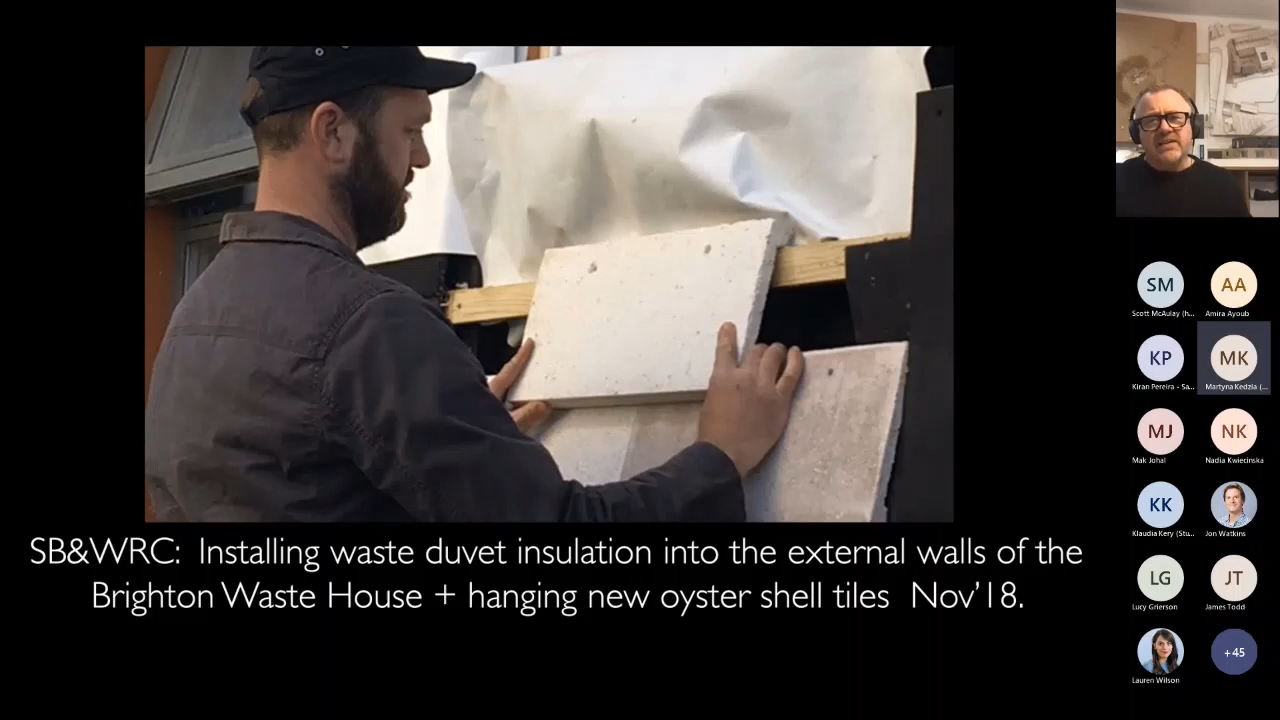 SB&WRC: Installing waste duvet insulation into the external walls of the
Brighton Waste House + hanging new oyster shell tiles Nov'18.
SM
AA
Scott McAulay (h...
Amira Ayoub
KP
MK
Kiran Pereira - Sa...
Martyna Kedzia (...
MJ
NK
Mak Johal
Nadia Kwiecinska
KK
Klaudia Kery (Stu...
Jon Watkins
LG
JT
Lucy Grierson
James Todd
+45
Lauren Wilson